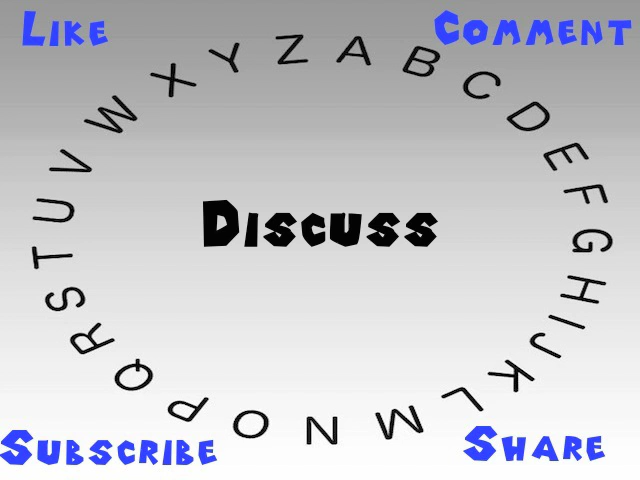 Like
Comment
A B C D E F G H I J K L M N O P Q R S T U V W X Y Z
Discuss
Subscribe
Share